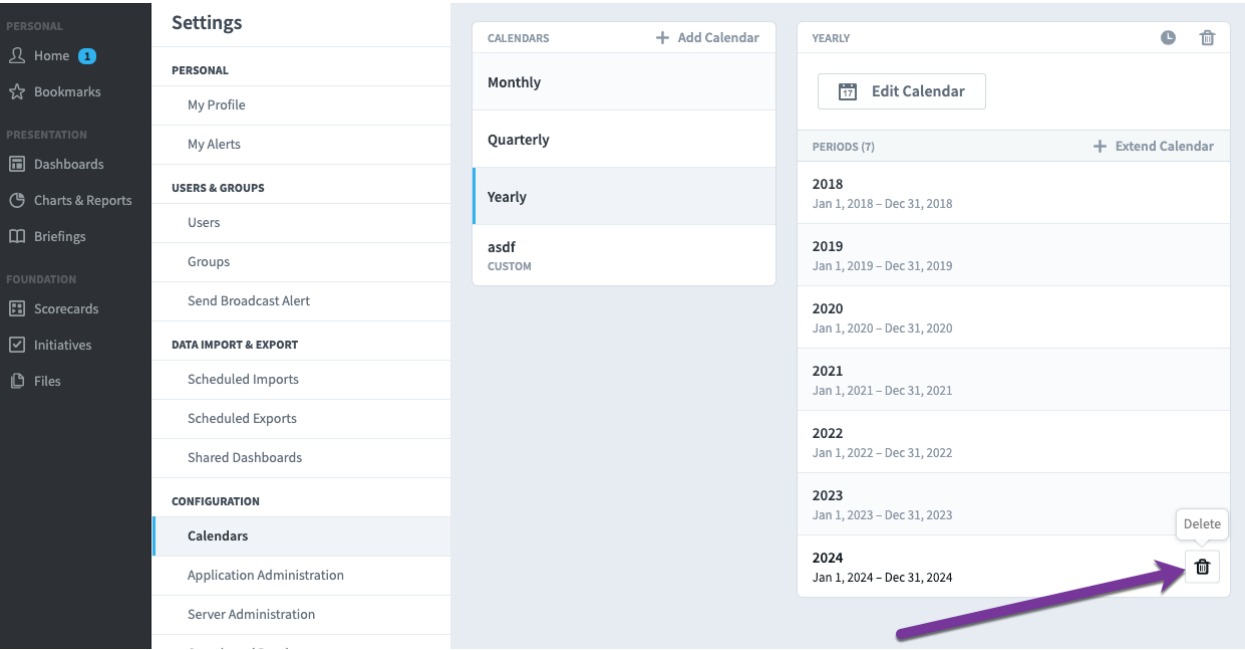 PERSONAL
Home 1
Bookmarks
PRESENTATION
Dashboards
Charts & Reports
Briefings
FOUNDATION
Scorecards
Initiatives
Files
Settings
PERSONAL
My Profile
My Alerts
USERS & GROUPS
Users
Groups
Send Broadcast Alert
DATA IMPORT & EXPORT
Scheduled Imports
Scheduled Exports
Shared Dashboards
CONFIGURATION
Calendars
Application Administration
Server Administration
CALENDARS + Add Calendar
Monthly
Quarterly
Yearly
asdf
CUSTOM
YEARLY
17 Edit Calendar
PERIODS (7) + Extend Calendar
2018
Jan 1, 2018 – Dec 31, 2018
2019
Jan 1, 2019 – Dec 31, 2019
2020
Jan 1, 2020 – Dec 31, 2020
2021
Jan 1, 2021 – Dec 31, 2021
2022
Jan 1, 2022 – Dec 31, 2022
2023
Jan 1, 2023 – Dec 31, 2023
Delete
2024
Jan 1, 2024 – Dec 31, 2024